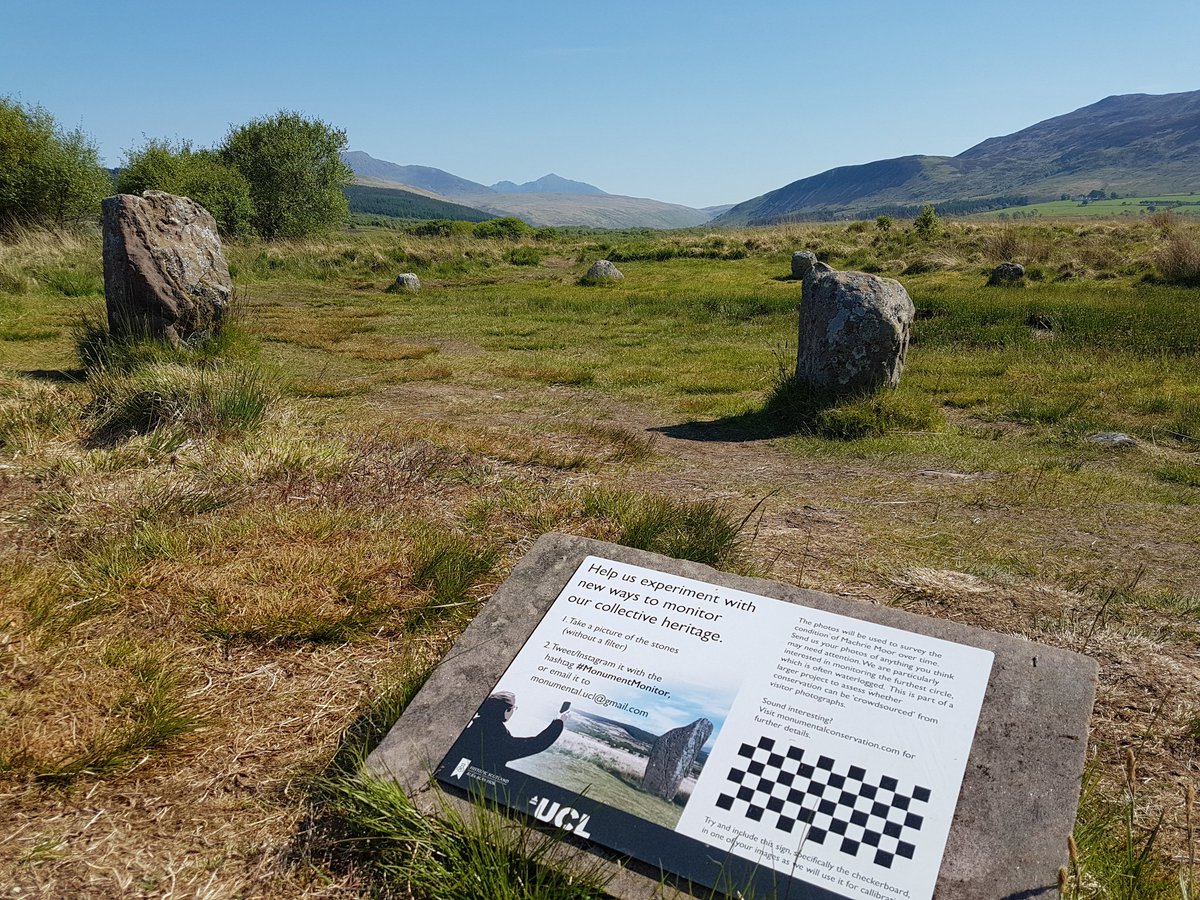 Help us experiment with
new ways to monitor
our collective heritage.
1. Take a picture of the stones
(without a filter)
2. Tweet/Instagram it with the
hashtag #MonumentMonitor,
or email it to
monumental.ucl@gmail.com
UCL
The photos will be used to survey the
condition of Machrie Moor over time.
Send us your photos of anything you think
may need attention. We are particularly
interested in monitoring the furthest circle,
which is often waterlogged. This is part of a
larger project to assess whether
conservation can be 'crowdsourced' from
visitor photographs.
Sound interesting?
Visit monumentalconservation.com for
further details.
Try and include this sign, specifically the checkerboard,
in one of your images as we will use it for callibrat